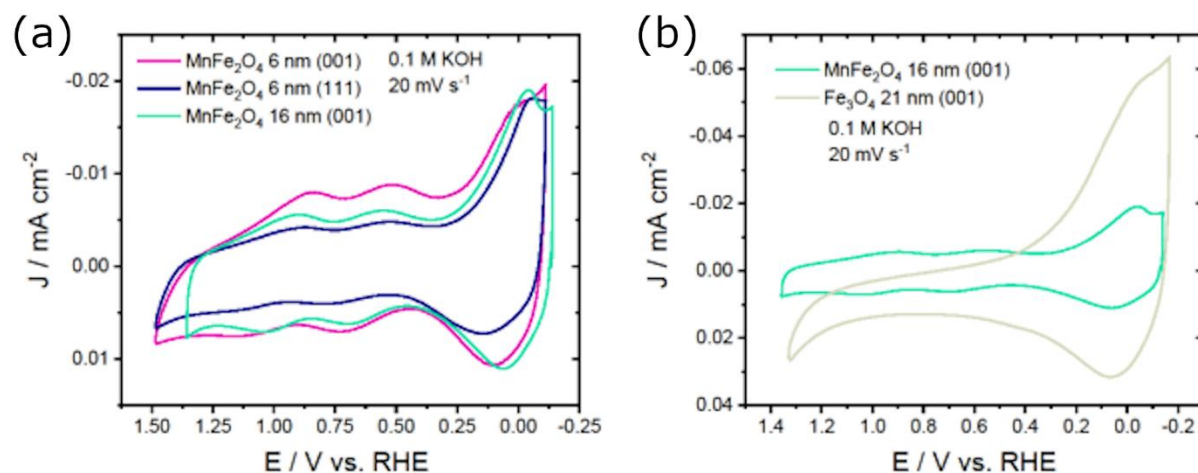 (a)
MnFe₂O₄ 6 nm (001) 0.1 M KOH
MnFe₂O₄ 6 nm (111) 20 mV s⁻¹
MnFe₂O₄ 16 nm (001)
-0.02
-0.01
0.00
0.01
J / mA cm⁻²
1.50 1.25 1.00 0.75 0.50 0.25 0.00 -0.25
E / V vs. RHE
(b)
MnFe₂O₄ 16 nm (001)
Fe₃O₄ 21 nm (001)
0.1 M KOH
20 mV s⁻¹
-0.06
-0.04
-0.02
0.00
0.02
0.04
J / mA cm⁻²
1.4 1.2 1.0 0.8 0.6 0.4 0.2 0.0 -0.2
E / V vs. RHE